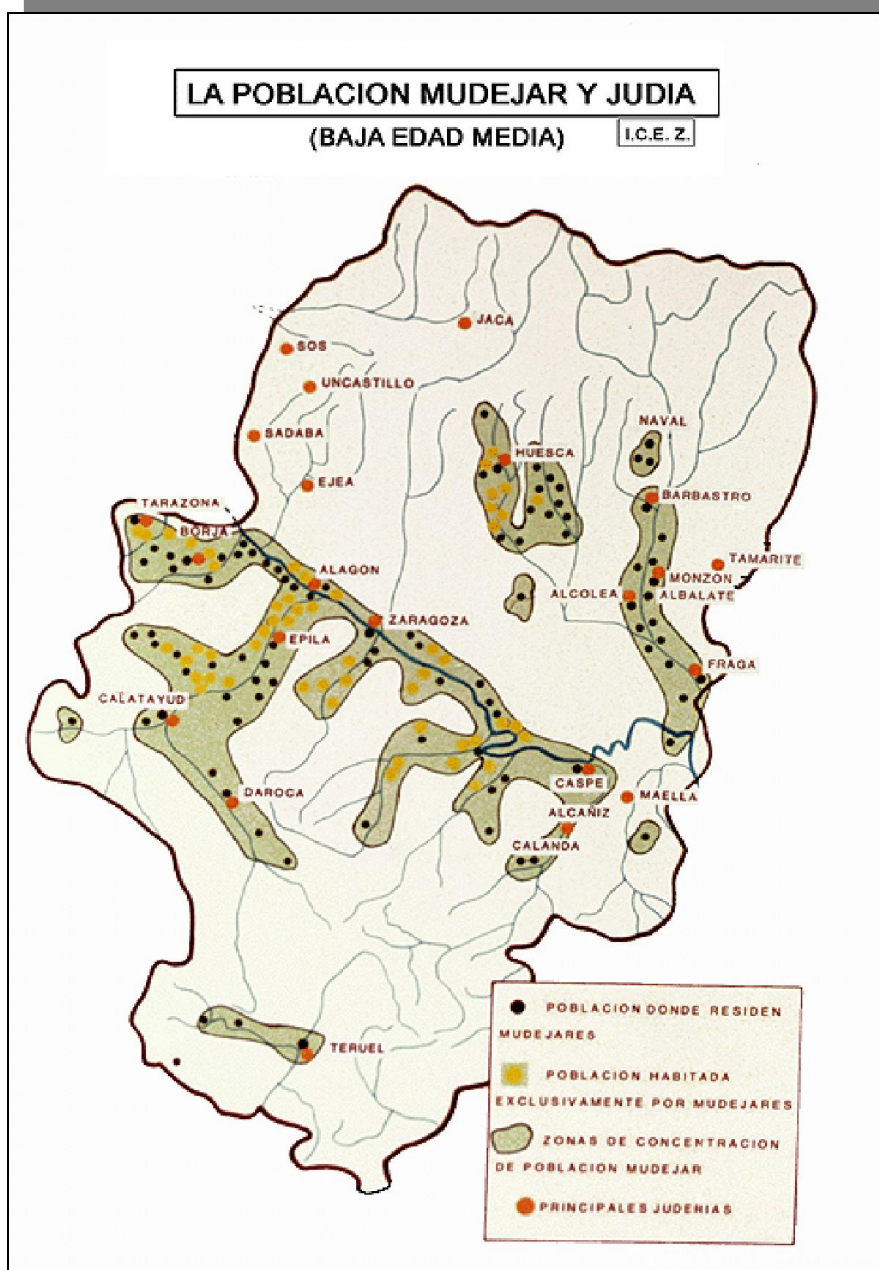 LA POBLACION MUDEJAR Y JUDIA
(BAJA EDAD MEDIA)
I.C.E. Z.
JACA
SOS
UNCASTILLO
SADABA
EJEA
HUESCA
NAVAL
BARBASTRO
TARAZONA
BORJA
ALAGON
TAMARITE
MONZON
ALCOLEA
ALBALATE
ZARAGOZA
EPILA
FRAGA
CALATAYUD
DAROCA
CASPE
MAELLA
ALCAÑIZ
CALANDA
TERUEL
POBLACION DONDE RESIDEN
MUDEJARES
POBLACION HABITADA
EXCLUSIVAMENTE POR MUDEJARES
ZONAS DE CONCENTRACION
DE POBLACION MUDEJAR
PRINCIPALES JUDERIAS